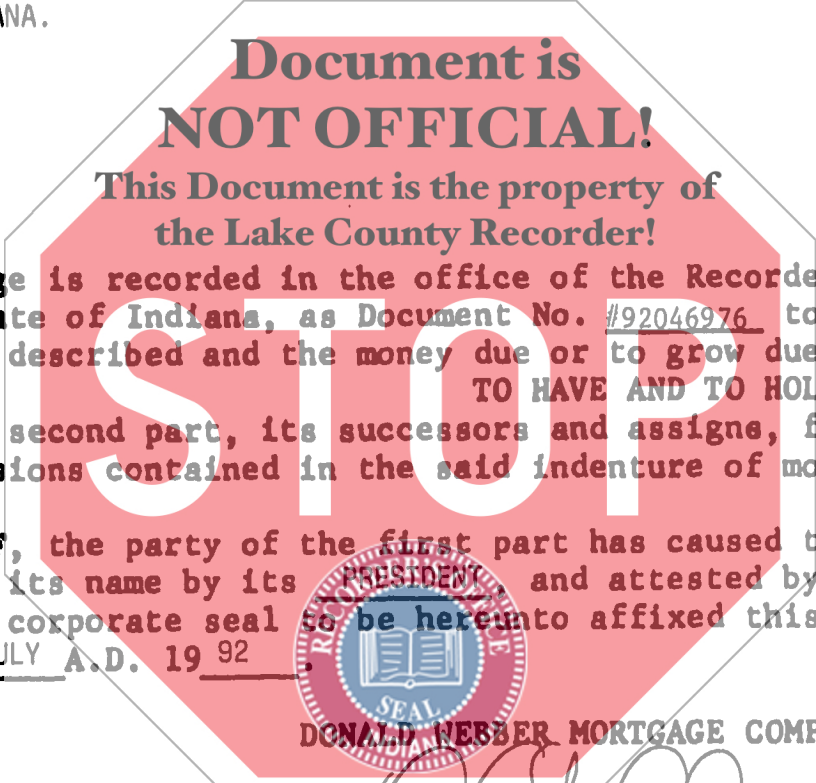 ANA.
Document is
NOT OFFICIAL!
This Document is the property of
the Lake County Recorder!
ge is recorded in the office of the Recorde
te of Indiana, as Document No. #92046976 to
described and the money due or to grow due
TO HAVE AND TO HOL
second part, its successors and assigns, f
sions contained in the said indenture of mo
STOP
, the party of the first part has caused t
its name by its PRESIDENT, and attested by
corporate seal to be hereunto affixed this
ULY A.D. 19 92.
SEAL
INDIANA
DONALD WEBBER MORTGAGE COMP